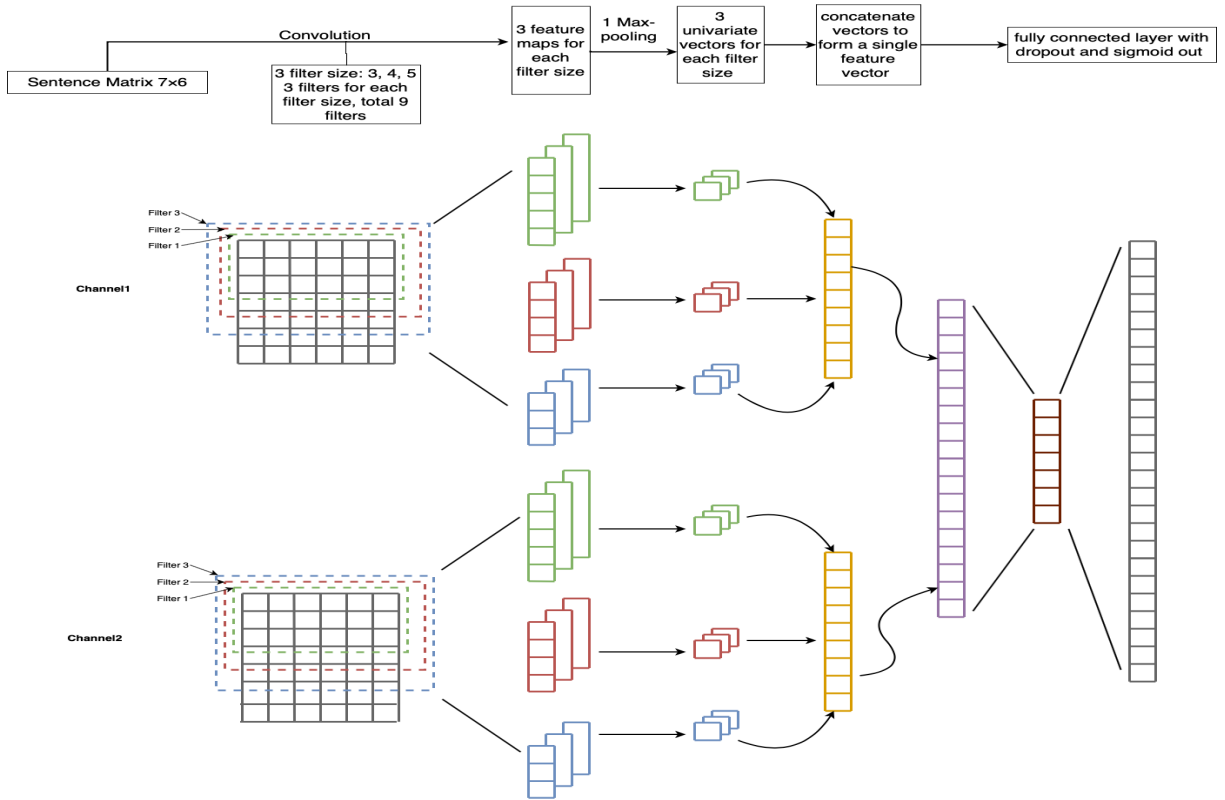 Sentence Matrix 7×6
Convolution
3 filter size: 3, 4, 5
3 filters for each
filter size, total 9
filters
3 feature
maps for
each
filter size
1 Max-
pooling
3
univariate
vectors for
each filter
size
concatenate
vectors to
form a single
feature
vector
fully connected layer with
dropout and sigmoid out
Filter 3
Filter 2
Filter 1
Channel1
Filter 3
Filter 2
Filter 1
Channel2